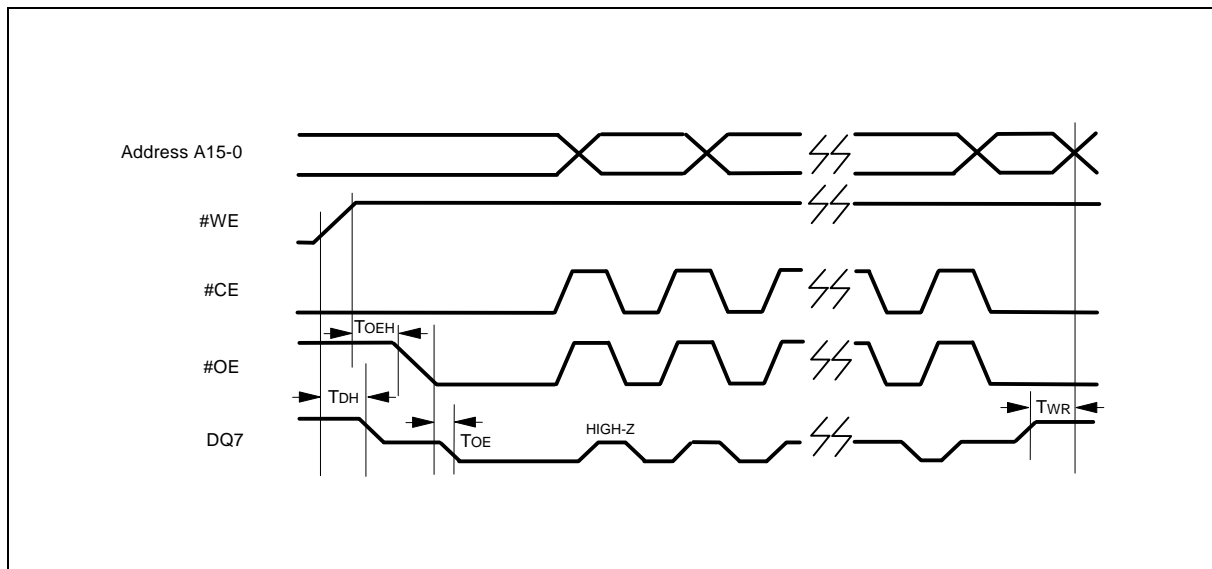 Address A15-0
#WE
#CE
TOEH
#OE
TDH
TWR
DQ7
TOE
HIGH-Z